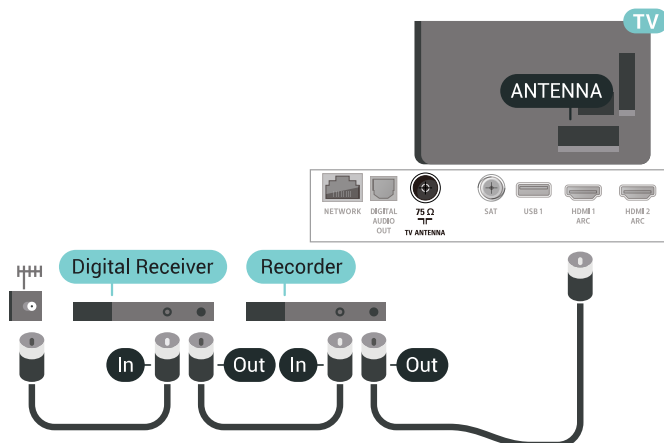 TV
ANTENNA
NETWORK
DIGITAL
AUDIO
OUT
75 Ω
TV ANTENNA
SAT
USB 1
HDMI 1
ARC
HDMI 2
ARC
Digital Receiver
Recorder
In
Out
In
Out